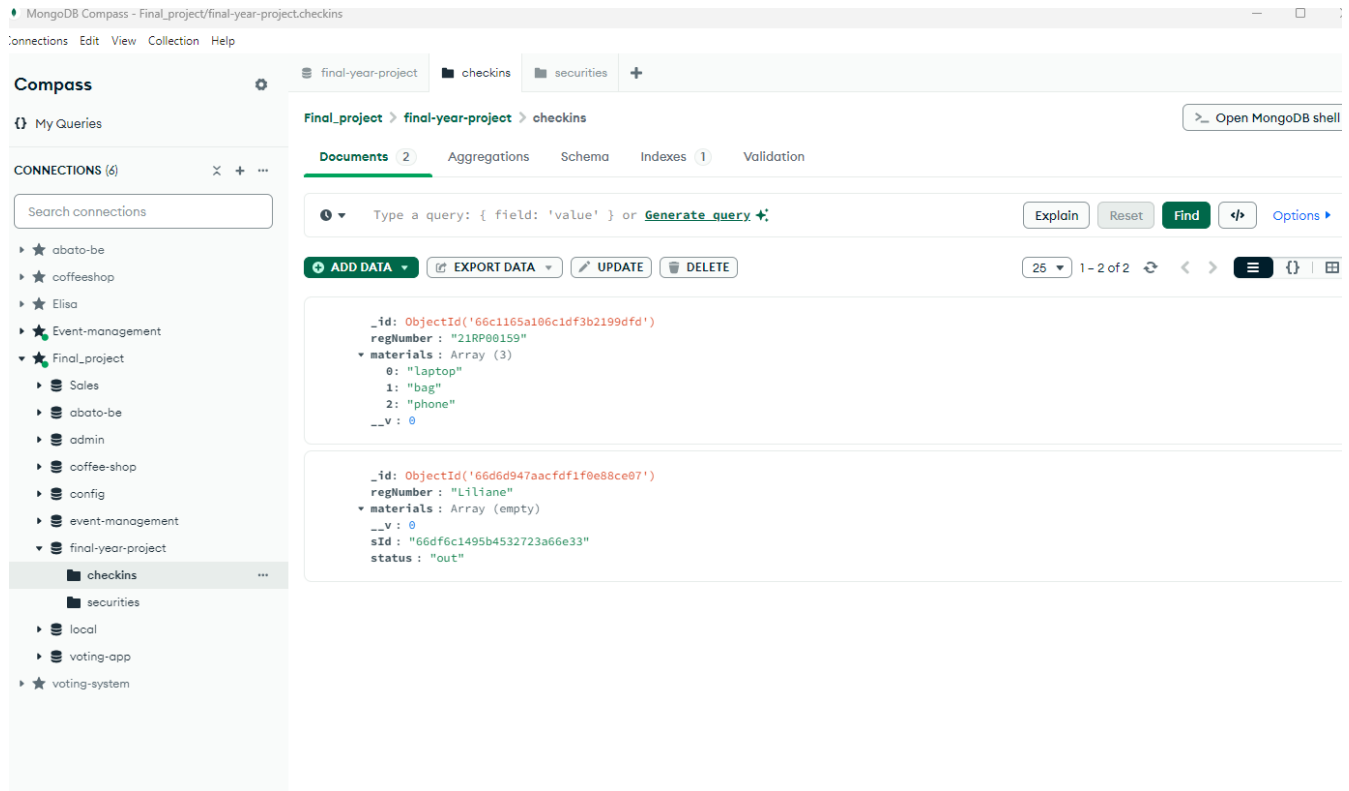 MongoDB Compass - Final_project/final-year-project.checkins
Connections Edit View Collection Help
Compass
{} My Queries
CONNECTIONS (6)
Search connections
abato-be
coffeeshop
Elisa
Event-management
Final_project
Sales
abato-be
admin
coffee-shop
config
event-management
final-year-project
checkins
securities
local
voting-app
voting-system
final-year-project checkins securities +
Final_project > final-year-project > checkins
>_ Open MongoDB shell
Documents 2 Aggregations Schema Indexes 1 Validation
Type a query: { field: 'value' } or Generate query
Explain Reset Find </> Options
ADD DATA EXPORT DATA UPDATE DELETE
25 1 – 2 of 2 {}
_id: ObjectId('66c1165a106c1df3b2199dfd')
regNumber : "21RP00159"
materials : Array (3)
0: "laptop"
1: "bag"
2: "phone"
__v : 0
_id: ObjectId('66d6d947aacfdf1f0e88ce07')
regNumber : "Liliane"
materials : Array (empty)
__v : 0
sId : "66df6c1495b4532723a66e33"
status : "out"